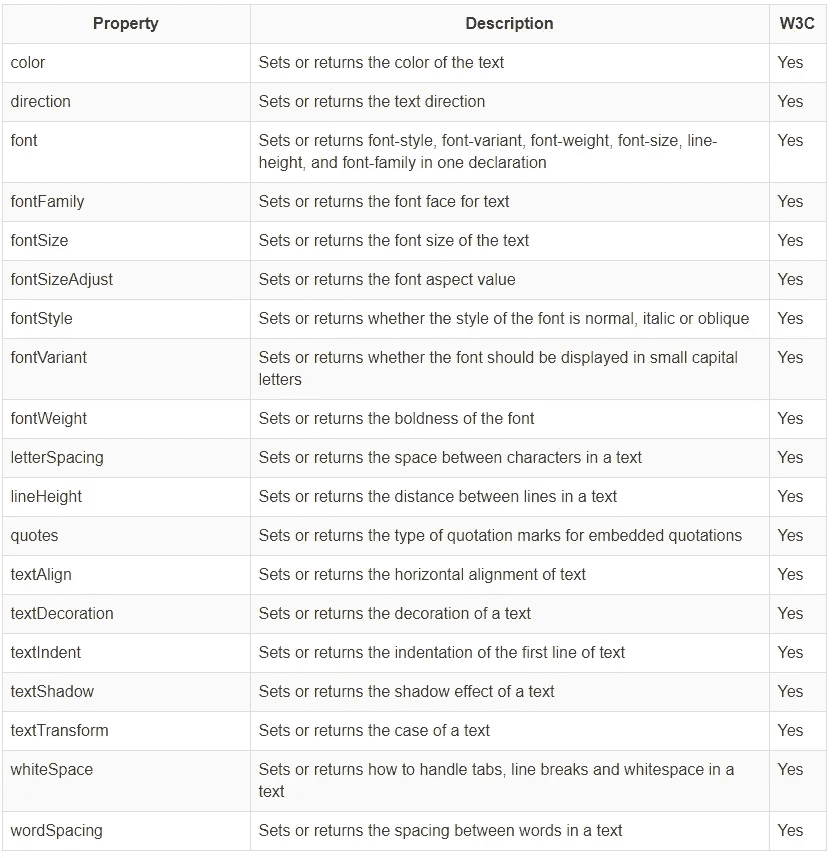 Property Description W3C
color Sets or returns the color of the text Yes
direction Sets or returns the text direction Yes
font Sets or returns font-style, font-variant, font-weight, font-size, line- Yes
height, and font-family in one declaration
fontFamily Sets or returns the font face for text Yes
fontSize Sets or returns the font size of the text Yes
fontSizeAdjust Sets or returns the font aspect value Yes
fontStyle Sets or returns whether the style of the font is normal, italic or oblique Yes
fontVariant Sets or returns whether the font should be displayed in small capital Yes
letters
fontWeight Sets or returns the boldness of the font Yes
letterSpacing Sets or returns the space between characters in a text Yes
lineHeight Sets or returns the distance between lines in a text Yes
quotes Sets or returns the type of quotation marks for embedded quotations Yes
textAlign Sets or returns the horizontal alignment of text Yes
textDecoration Sets or returns the decoration of a text Yes
textIndent Sets or returns the indentation of the first line of text Yes
textShadow Sets or returns the shadow effect of a text Yes
textTransform Sets or returns the case of a text Yes
whiteSpace Sets or returns how to handle tabs, line breaks and whitespace in a Yes
text
wordSpacing Sets or returns the spacing between words in a text Yes